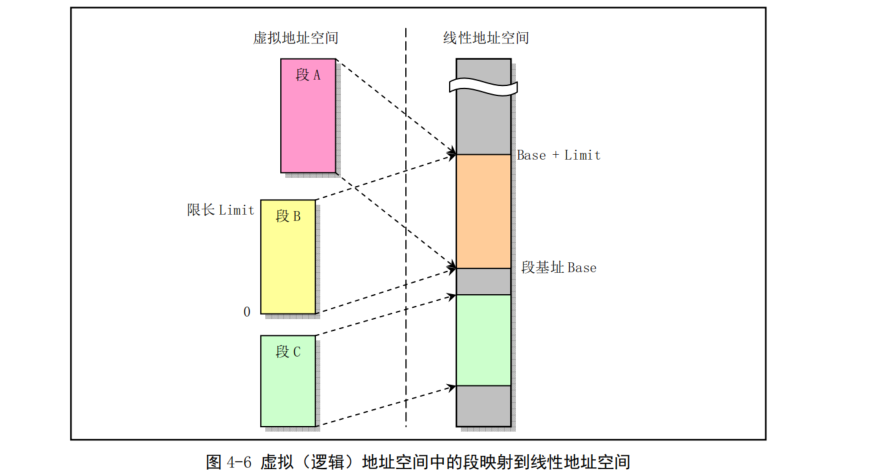 虚拟地址空间
线性地址空间
段 A
Base + Limit
限长 Limit
段 B
段基址 Base
0
段 C
图 4-6 虚拟（逻辑）地址空间中的段映射到线性地址空间